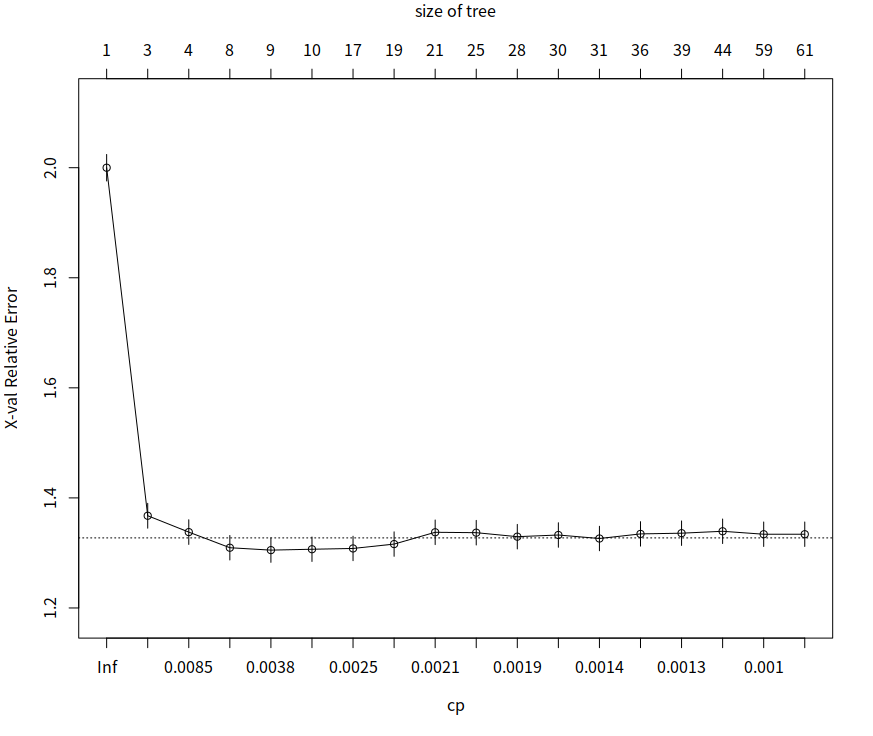 size of tree
1 3 4 8 9 10 17 19 21 25 28 30 31 36 39 44 59 61
X-val Relative Error
2.0
1.8
1.6
1.4
1.2
Inf 0.0085 0.0038 0.0025 0.0021 0.0019 0.0014 0.0013 0.001
cp